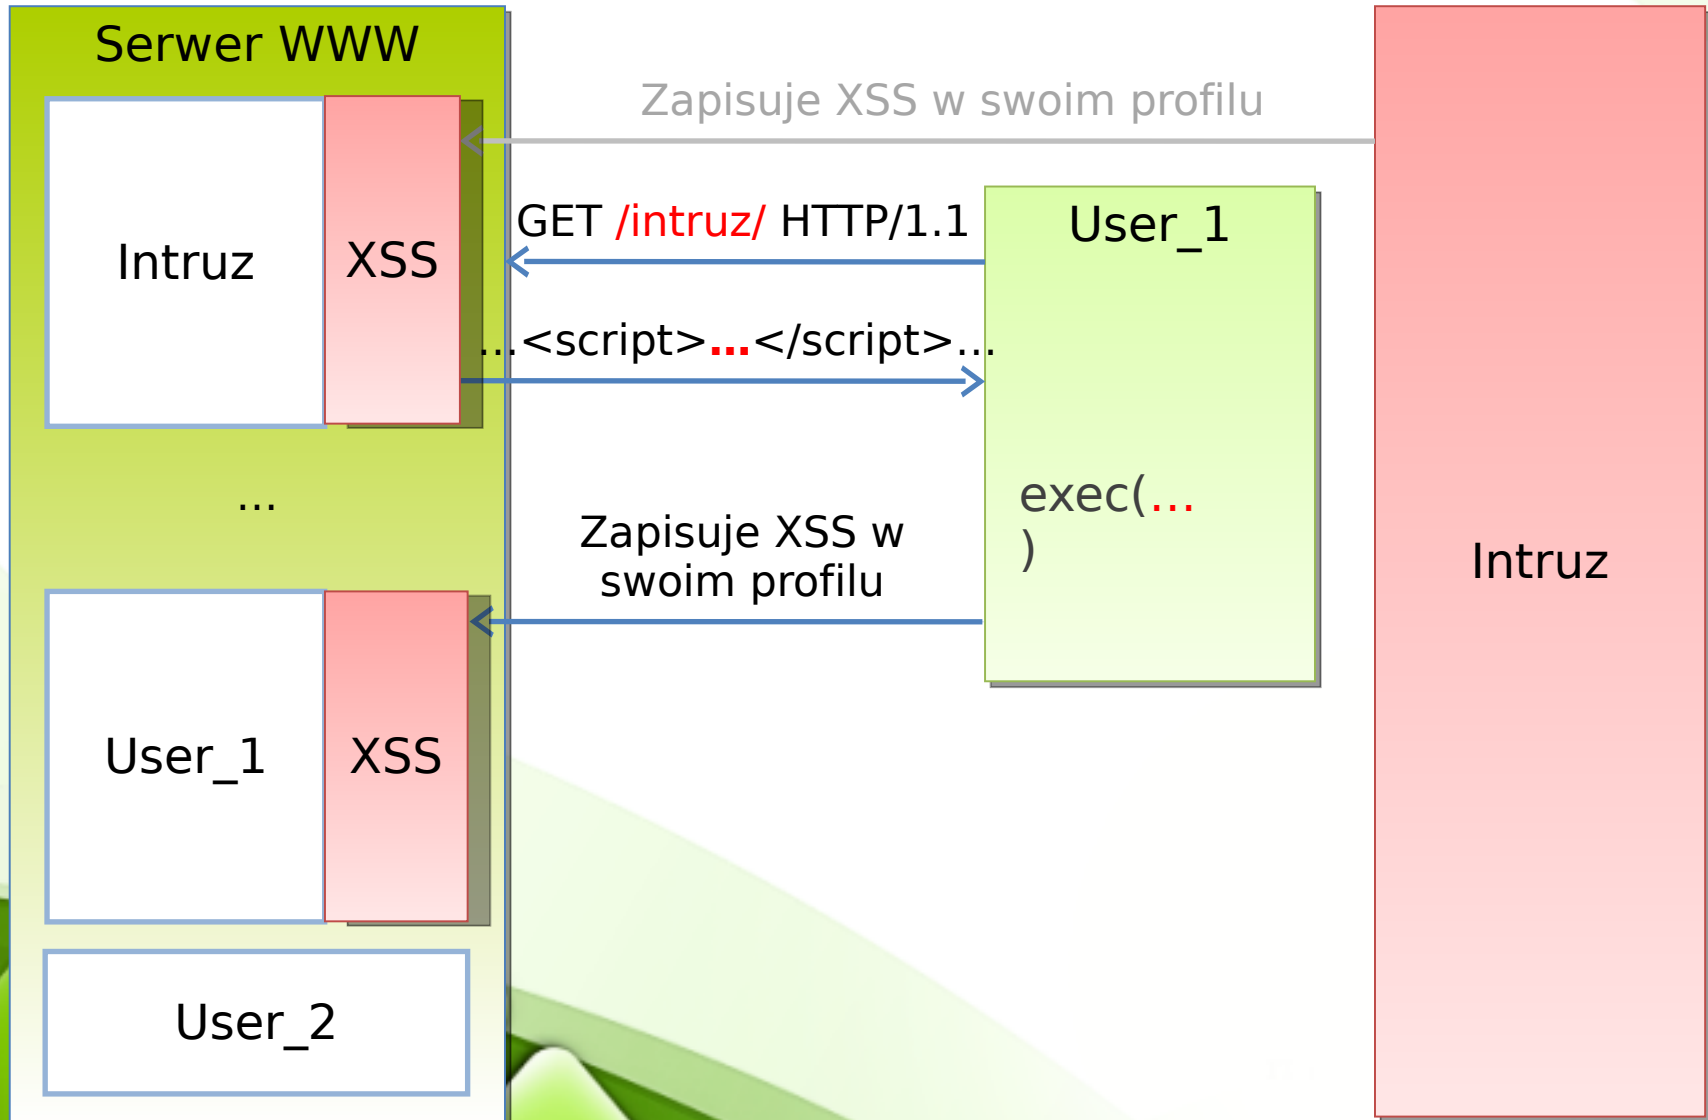 Serwer WWW
Zapisuje XSS w swoim profilu
Intruz
XSS
GET /intruz/ HTTP/1.1
User_1
...<script>...</script>...
...
exec(...
)
Zapisuje XSS w
swoim profilu
Intruz
User_1
XSS
User_2